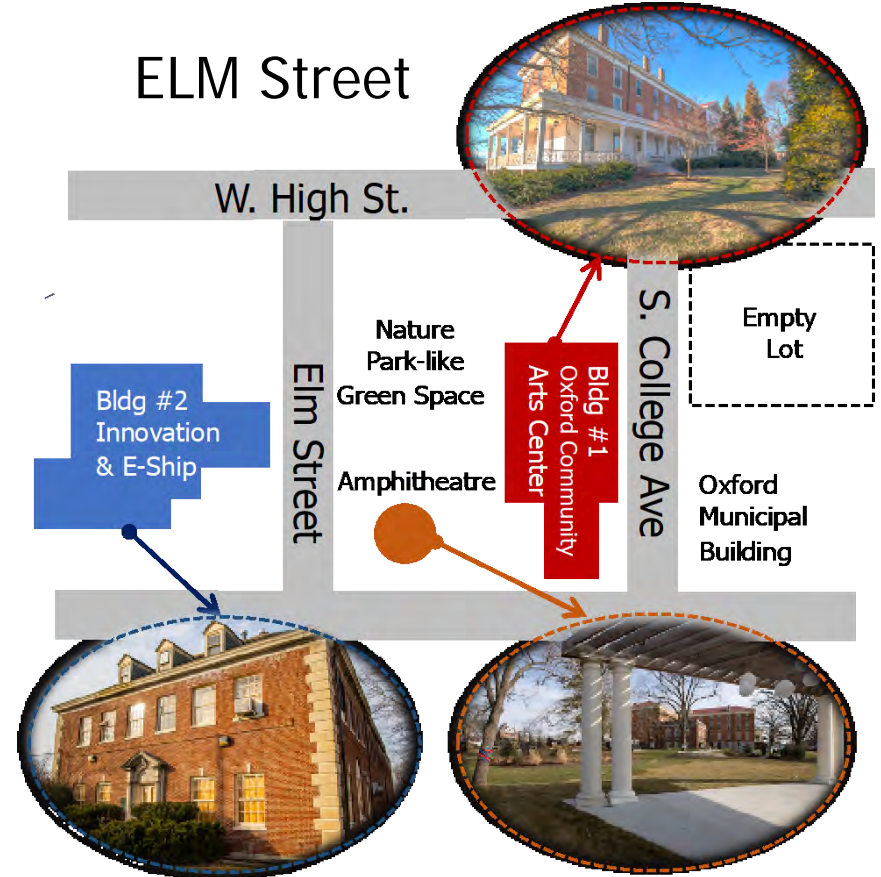 ELM Street
W. High St.
Nature
Park-like
Green Space
Amphitheatre
Bldg #2
Innovation
& E-Ship
Elm Street
Bldg #1
Oxford Community
Arts Center
S. College Ave
Empty
Lot
Oxford
Municipal
Building